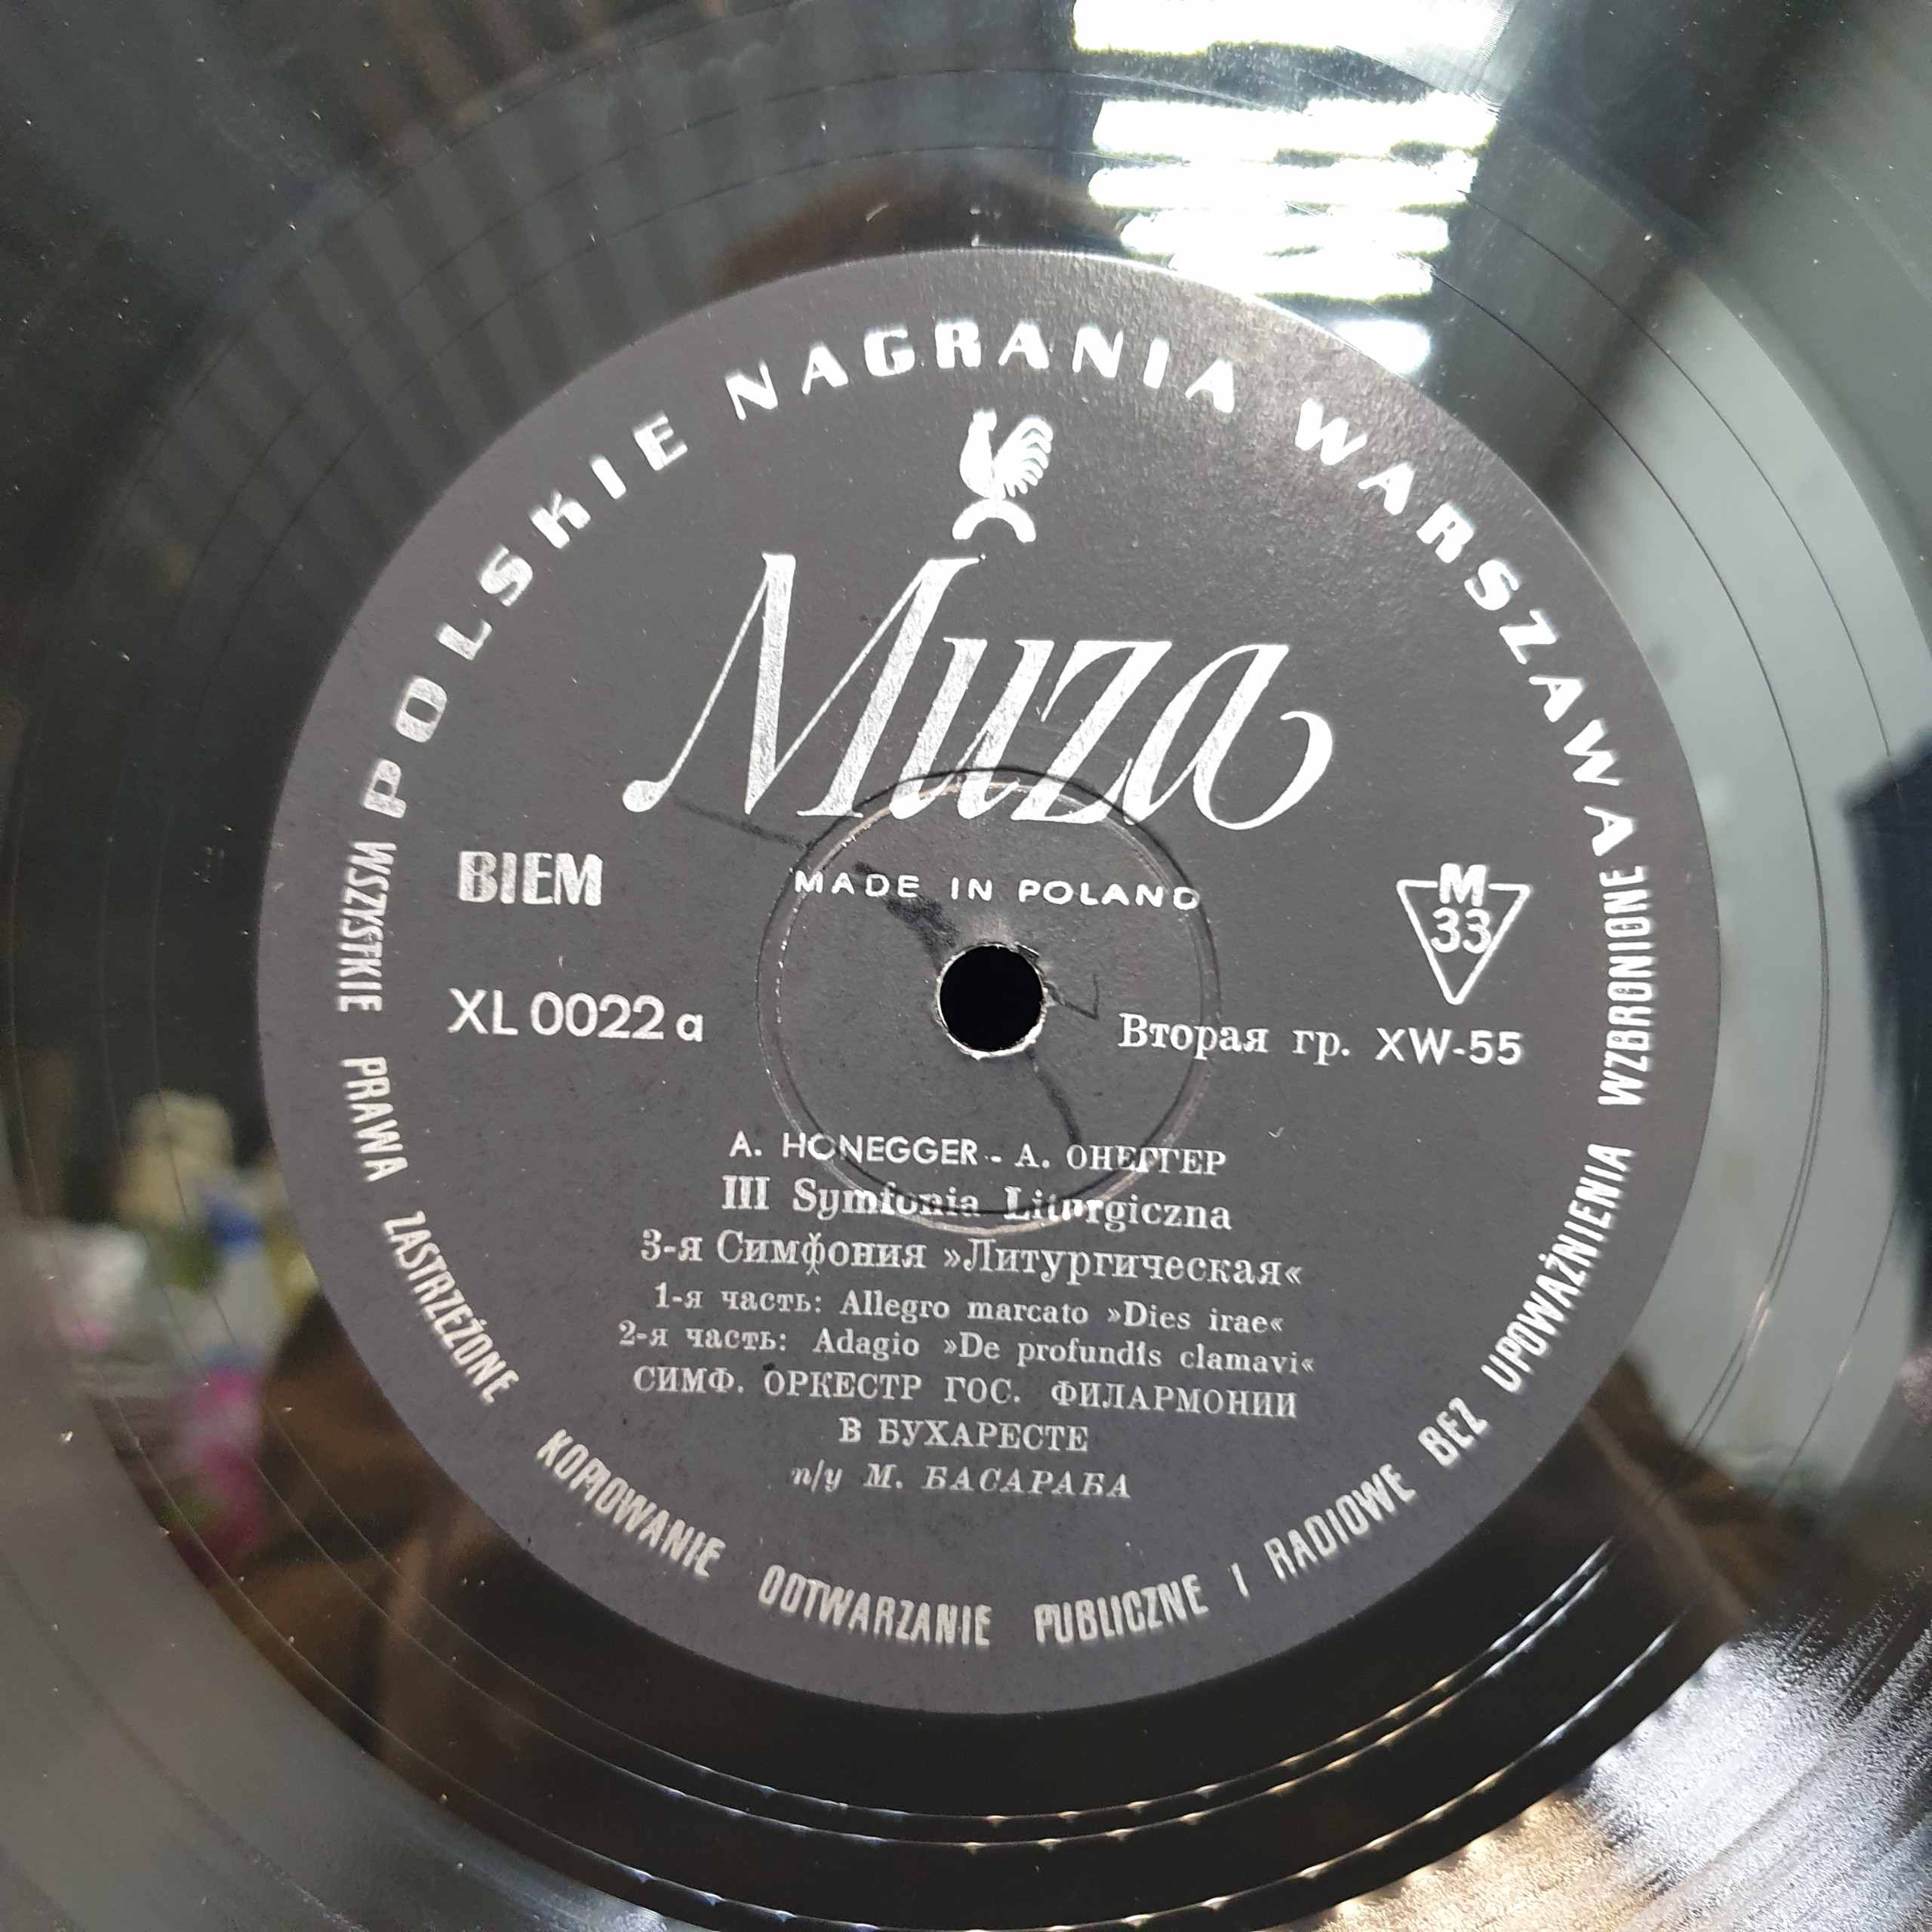 POLSKIE NAGRANIA WARSZAWA
Muza
BIEM
MADE IN POLAND
M
33
XL 0022 a
Вторая гр. XW-55
A. HONEGGER - А. ОНЕГГЕР
III Symfonia Liturgiczna
3-я Симфония »Литургическая«
1-я часть: Allegro marcato »Dies irae«
2-я часть: Adagio »De profundis clamavi«
СИМФ. ОРКЕСТР ГОС. ФИЛАРМОНИИ
В БУХАРЕСТЕ
п/у М. БАСАРАБА
WSZYSTKIE PRAWA ZASTRZEŻONE KOPIOWANIE ODTWARZANIE PUBLICZNE I RADIOWE BEZ UPOWAŻNIENIA WZBRONIONE